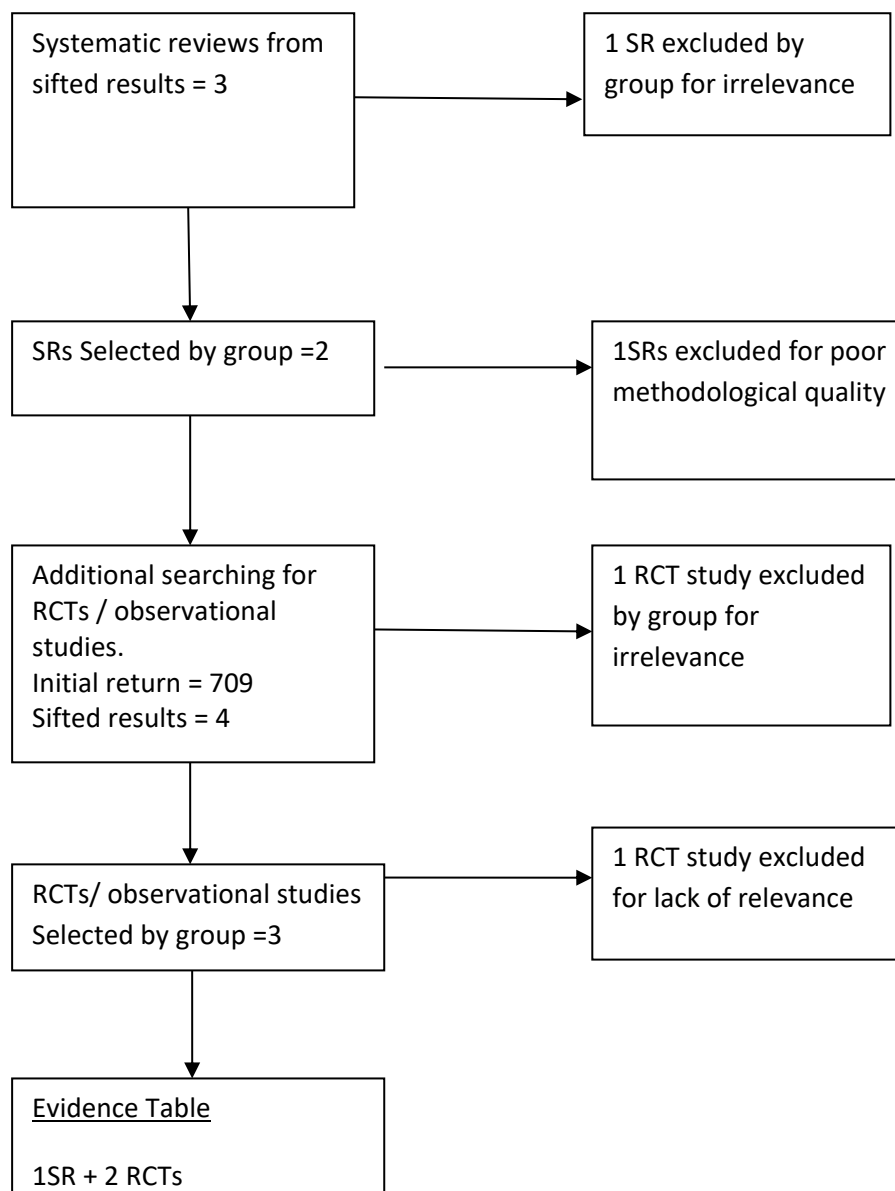 Systematic reviews from
sifted results = 3
1 SR excluded by
group for irrelevance
SRs Selected by group =2
1SRs excluded for poor
methodological quality
Additional searching for
RCTs / observational
studies.
Initial return = 709
Sifted results = 4
1 RCT study excluded
by group for
irrelevance
RCTs/ observational studies
Selected by group =3
1 RCT study excluded
for lack of relevance
Evidence Table
1SR + 2 RCTs